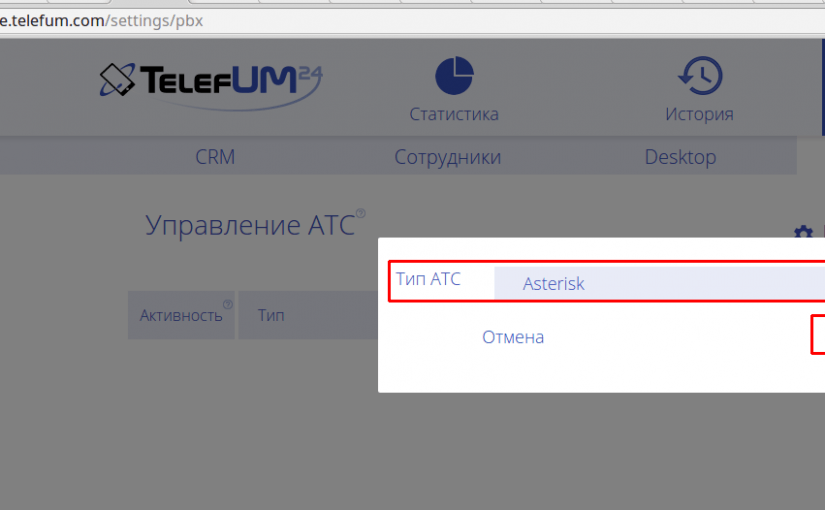 e.telefum.com/settings/pbx
TELEFUM24
Статистика
История
CRM
Сотрудники
Desktop
Управление АТС
Тип АТС
Asterisk
Активность
Тип
Отмена